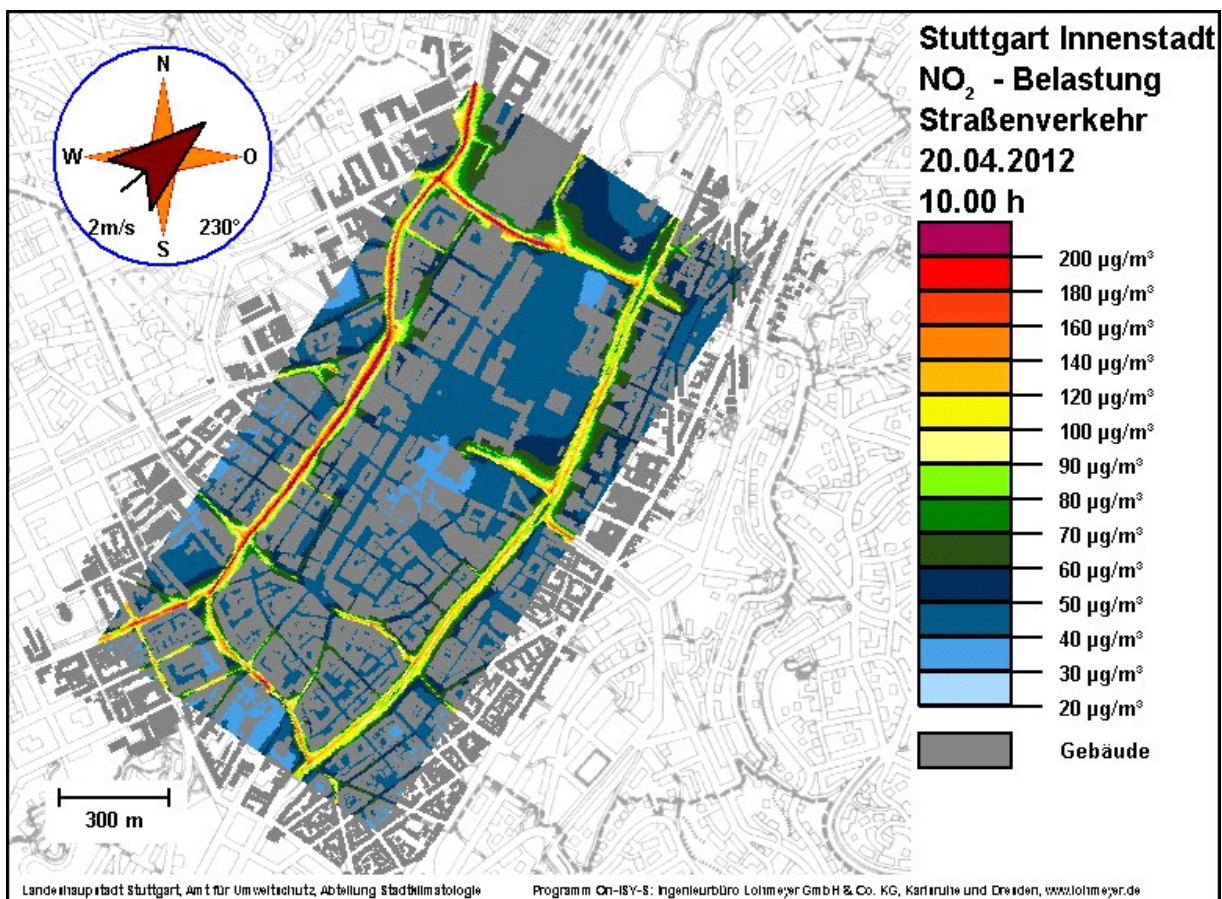 Stuttgart Innenstadt
NO₂ - Belastung
Straßenverkehr
20.04.2012
10.00 h
N
W
O
S
2m/s
230°
200 µg/m³
180 µg/m³
160 µg/m³
140 µg/m³
120 µg/m³
100 µg/m³
90 µg/m³
80 µg/m³
70 µg/m³
60 µg/m³
50 µg/m³
40 µg/m³
30 µg/m³
20 µg/m³
Gebäude
300 m
Landeshauptstadt Stuttgart, Amt für Umweltschutz, Abteilung Stadtklimatologie
Programm On-ISY-S: Ingenieurbüro Lohmeyer GmbH & Co. KG, Karlsruhe und Dresden, www.lohmeyer.de